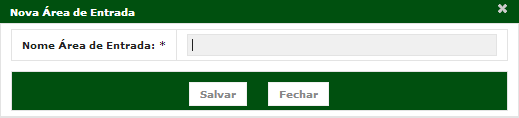 Nova Área de Entrada
Nome Área de Entrada: *
Salvar Fechar